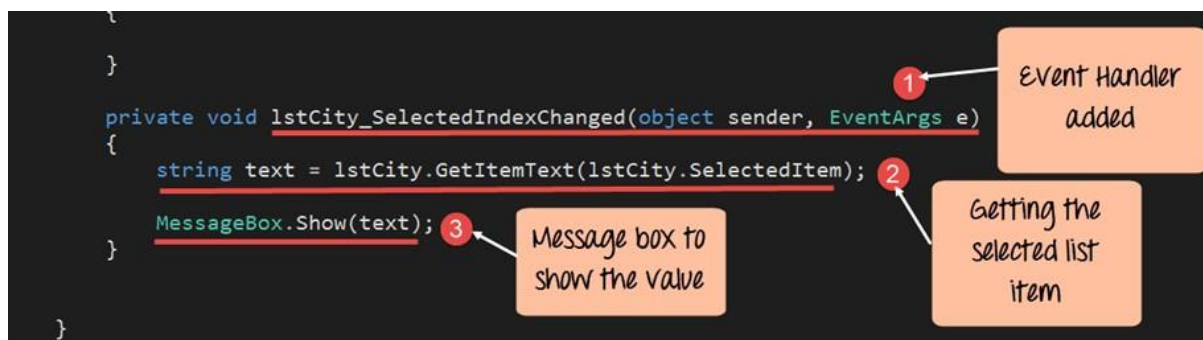 {
}
private void lstCity_SelectedIndexChanged(object sender, EventArgs e)
{
string text = lstCity.GetItemText(lstCity.SelectedItem);
MessageBox.Show(text);
}
}
1
Event Handler
added
2
Getting the
selected list
item
3
Message box to
show the value